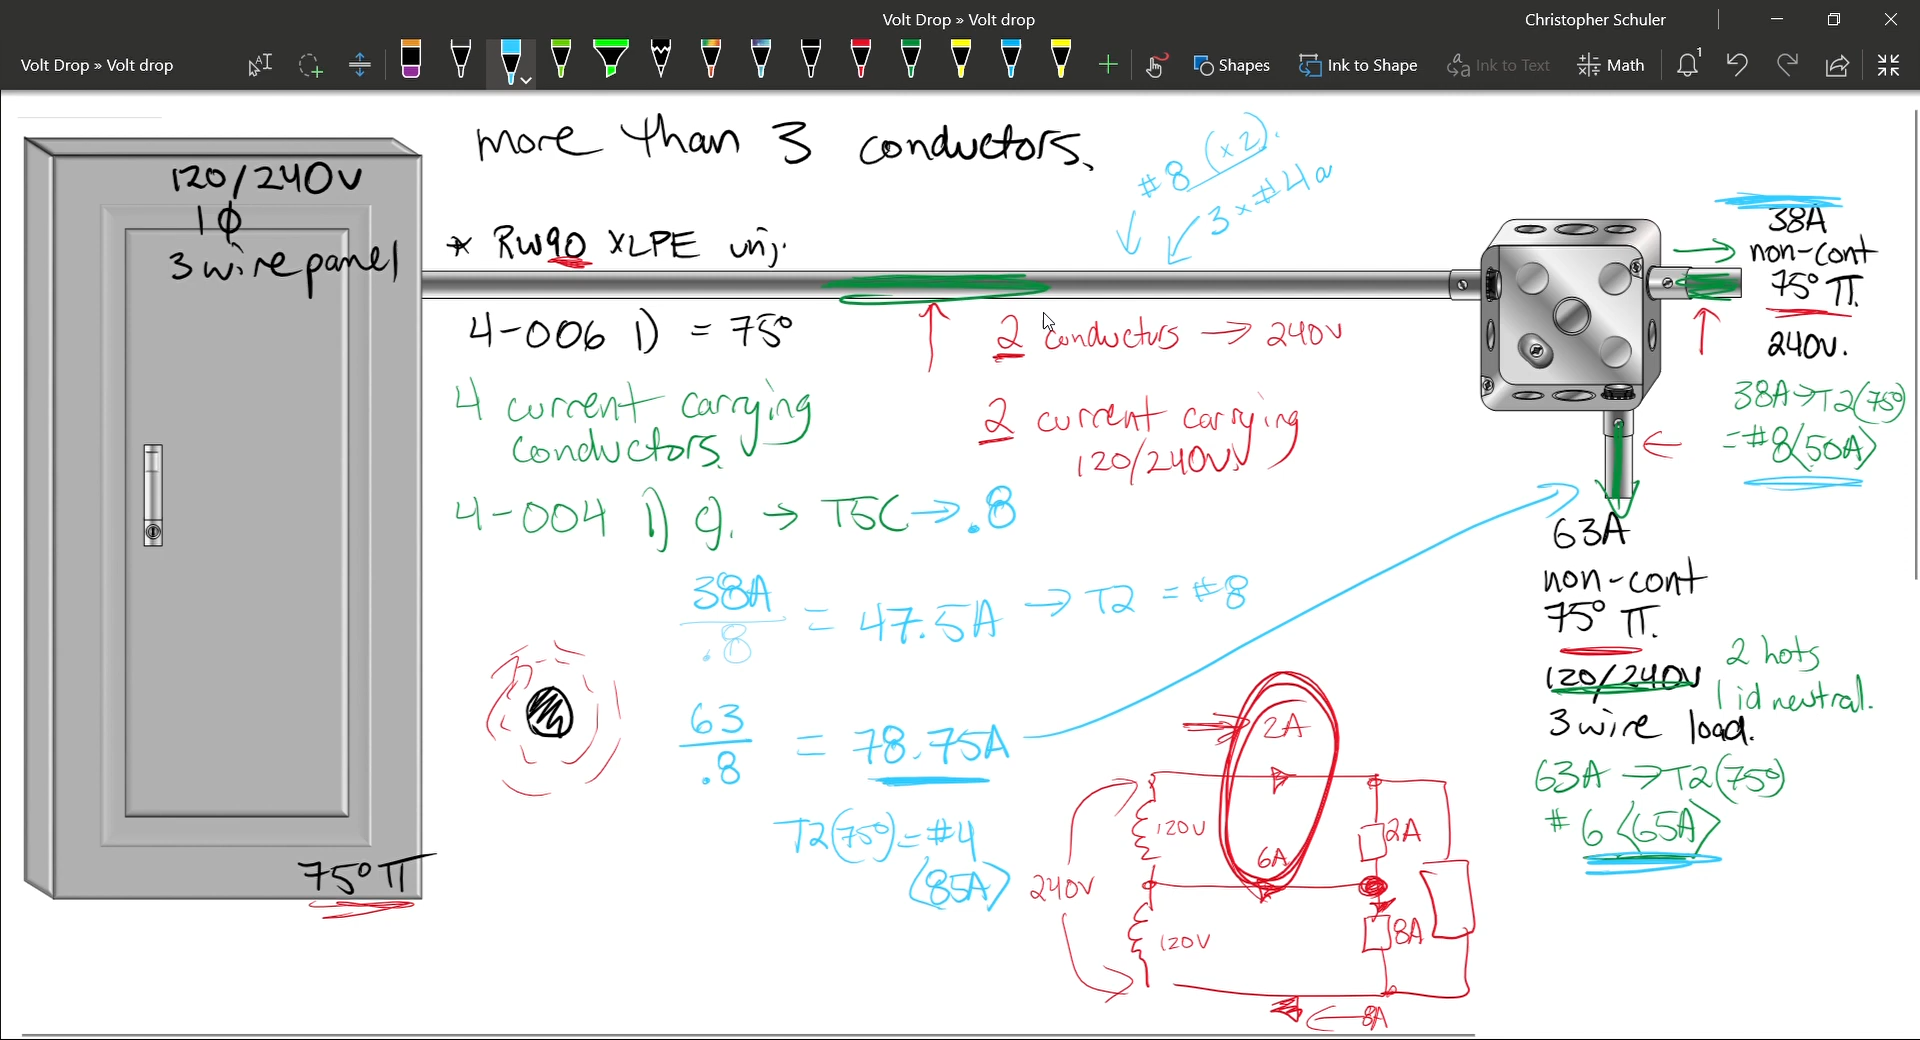 Volt Drop » Volt drop
Christopher Schuler
Volt Drop » Volt drop
Shapes
Ink to Shape
Ink to Text
Math
1
more than 3 conductors.
120/240V
1ϕ
3 wire panel
#8 (x2).
3 x #4
* RW90 XLPE unj.
38A
non-cont
75°
240V.
4-006 1) = 75°
2 conductors → 240V
38A → T2(75°)
= #8 (50A)
4 current carrying
conductors.
2 current carrying
120/240V.
4-004 1) c). → T5C → .8
63A
non-cont
75°
120/240V
3 wire load.
2 hots
1 id neutral.
63A → T2(75°)
#6 (65A)
38A
.8
= 47.5A → T2 = #8
63
.8
= 78.75A
T2(75°) = #4
(85A)
75°
2A
120V
2A
6A
240V
120V
8A
8A